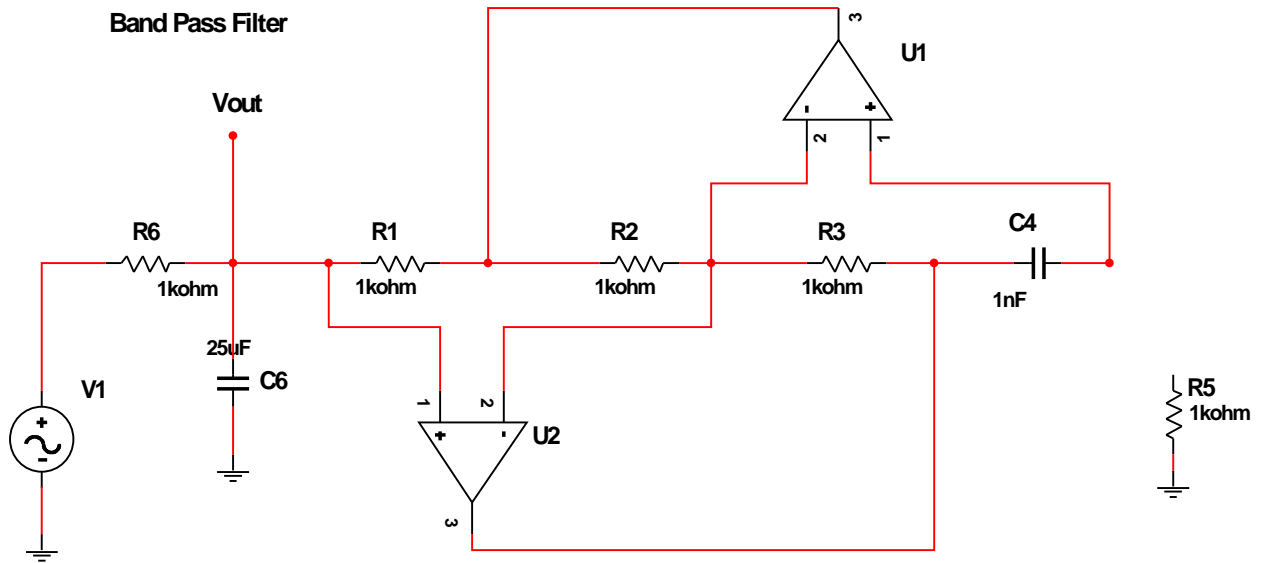 Band Pass Filter
3
U1
Vout
- +
2 1
R6
R1
R2
R3
C4
1kohm
1kohm
1kohm
1kohm
1nF
25uF
C6
V1
+
-
1 2
+ -
U2
3
R5
1kohm